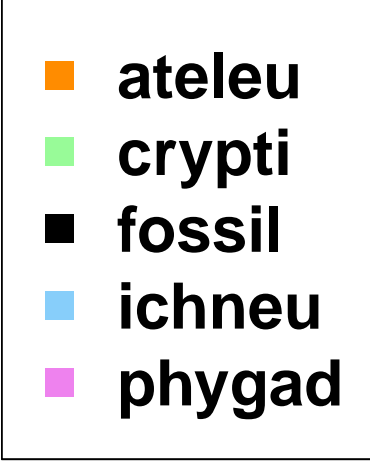 ateleu
crypti
fossil
ichneu
phygad